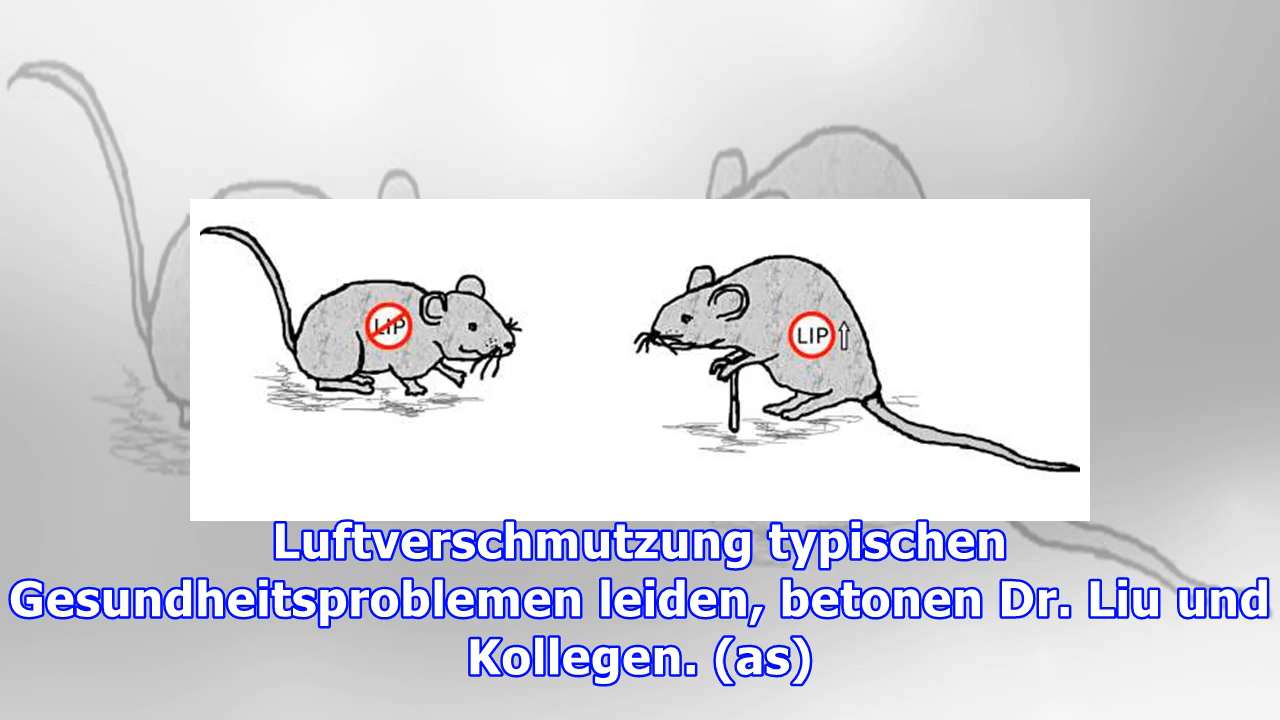 LIP
LIP
Luftverschmutzung typischen
Gesundheitsproblemen leiden, betonen Dr. Liu und
Kollegen. (as)